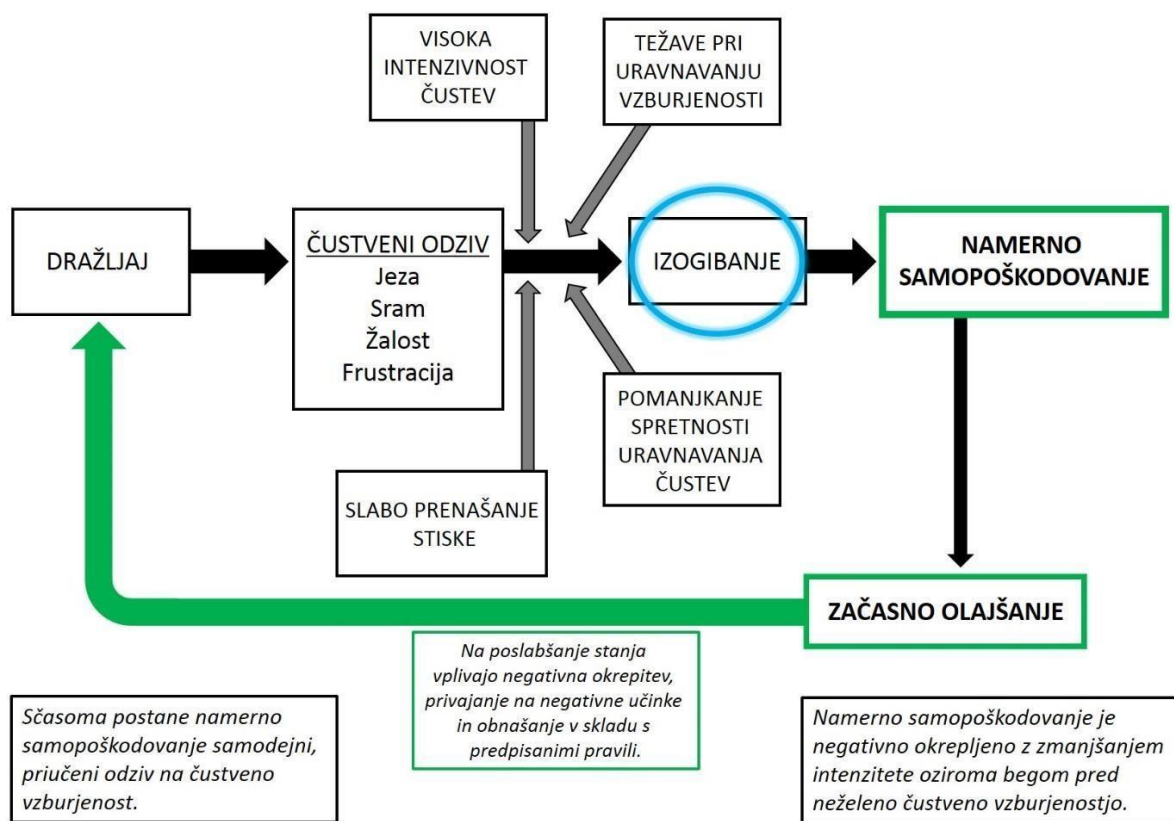 VISOKA
INTENZIVNOST
ČUSTEV
TEŽAVE PRI
URAVNAVANJU
VZBURJENOSTI
DRAŽLJAJ
ČUSTVENI ODZIV
Jeza
Sram
Žalost
Frustracija
IZOGIBANJE
NAMERNO
SAMOPOŠKODOVANJE
SLABO PRENAŠANJE
STISKE
POMANJKANJE
SPRETNOSTI
URAVNAVANJA
ČUSTEV
ZAČASNO OLAJŠANJE
Na poslabšanje stanja
vplivajo negativna okrepitev,
privajanje na negativne učinke
in obnašanje v skladu s
predpisanimi pravili.
Sčasoma postane namerno
samopoškodovanje samodejni,
priučeni odziv na čustveno
vzburjenost.
Namerno samopoškodovanje je
negativno okrepljeno z zmanjšanjem
intenzitete oziroma begom pred
neželeno čustveno vzburjenostjo.